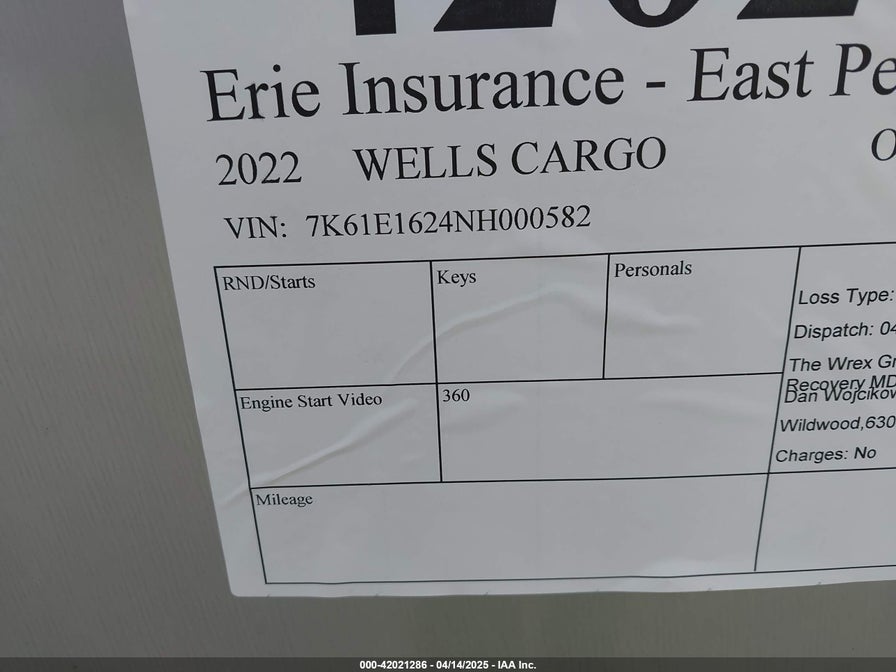 Erie Insurance - East
2022 WELLS CARGO
VIN: 7K61E1624NH000582
RND/Starts
Keys
Personals
Loss Type:
Dispatch: 04
The Wrex
Recovery MD
Dan Wojcikow
Wildwood,630
Charges: No
Engine Start Video
360
Mileage
000-42021286 - 04/14/2025 - IAA Inc.